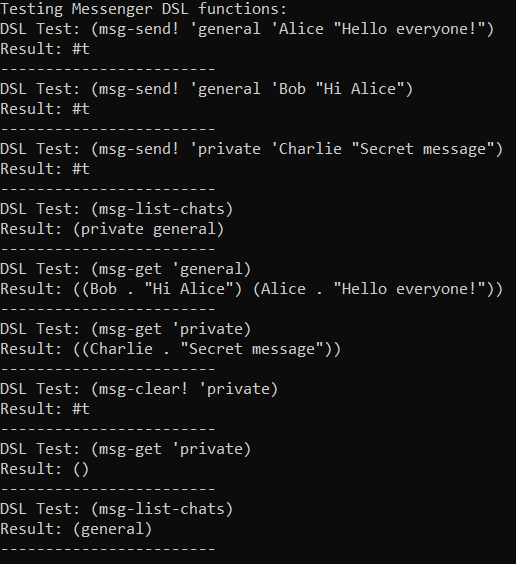 Testing Messenger DSL functions:
DSL Test: (msg-send! 'general 'Alice "Hello everyone!")
Result: #t
------------------------
DSL Test: (msg-send! 'general 'Bob "Hi Alice")
Result: #t
------------------------
DSL Test: (msg-send! 'private 'Charlie "Secret message")
Result: #t
------------------------
DSL Test: (msg-list-chats)
Result: (private general)
------------------------
DSL Test: (msg-get 'general)
Result: ((Bob . "Hi Alice") (Alice . "Hello everyone!"))
------------------------
DSL Test: (msg-get 'private)
Result: ((Charlie . "Secret message"))
------------------------
DSL Test: (msg-clear! 'private)
Result: #t
------------------------
DSL Test: (msg-get 'private)
Result: ()
------------------------
DSL Test: (msg-list-chats)
Result: (general)
------------------------